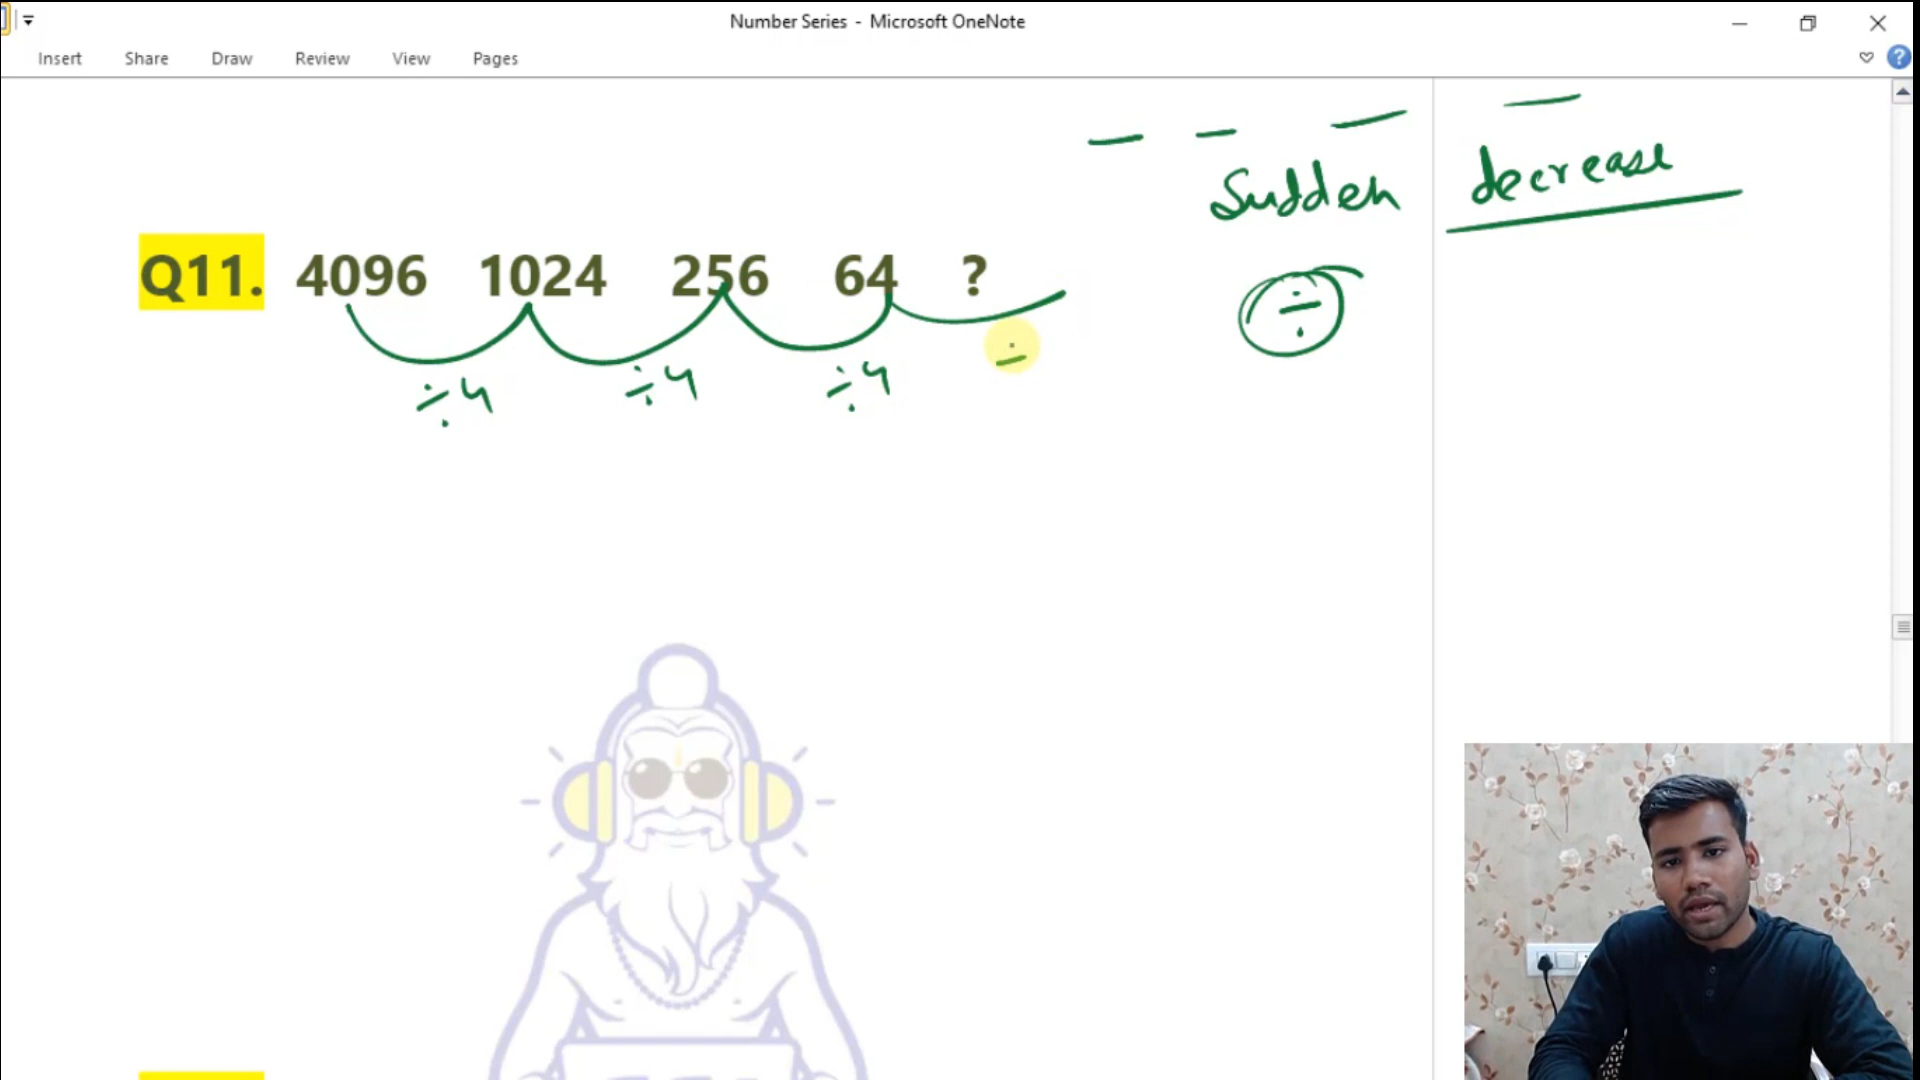 Number Series - Microsoft OneNote
Insert Share Draw Review View Pages
?
Sudden decrease
Q11. 4096 1024 256 64 ?
÷
÷4 ÷4 ÷4